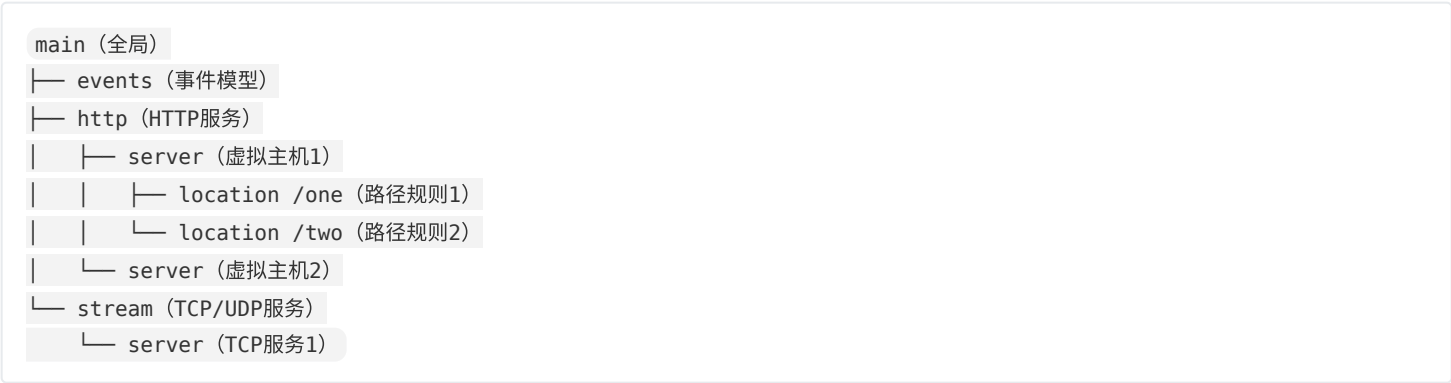 main（全局）
├── events（事件模型）
├── http（HTTP服务）
│   ├── server（虚拟主机1）
│   │   ├── location /one（路径规则1）
│   │   └── location /two（路径规则2）
│   └── server（虚拟主机2）
└── stream（TCP/UDP服务）
    └── server（TCP服务1）